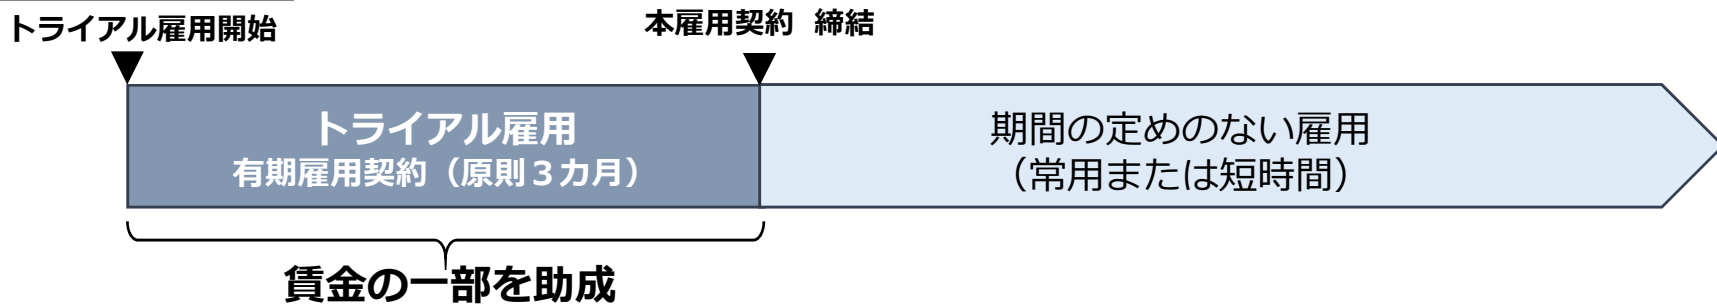 トライアル雇用開始
本雇用契約 締結
トライアル雇用
有期雇用契約（原則３カ月）
期間の定めのない雇用
（常用または短時間）
賃金の一部を助成